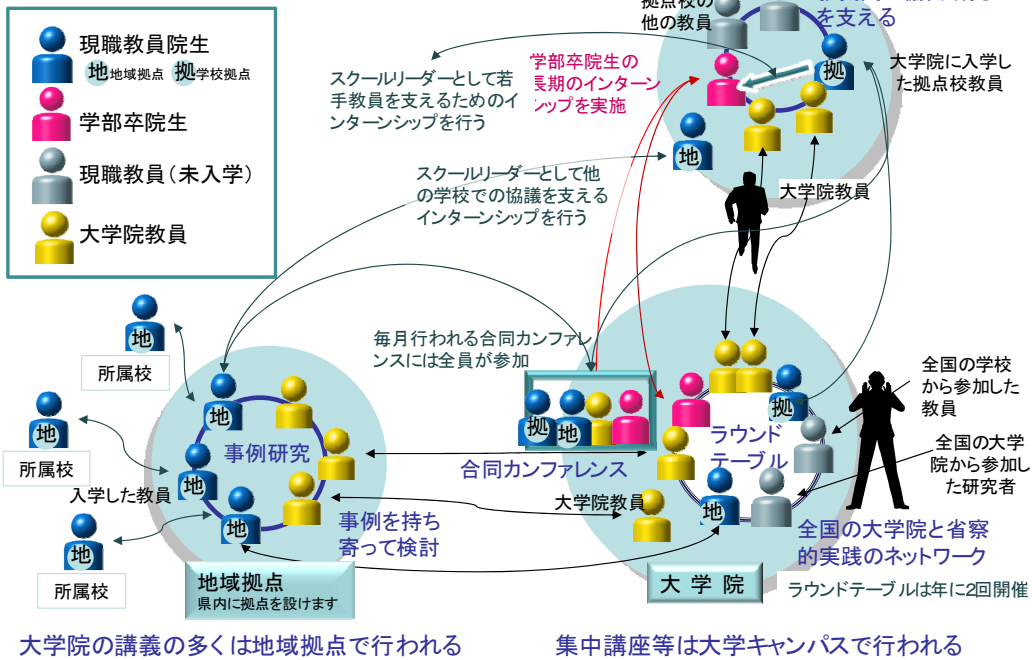 現職教員院生
地 地域拠点 拠 学校拠点
学部卒院生
現職教員(未入学)
大学院教員
拠点校の
他の教員
を支える
拠
大学院に入学し
た拠点校教員
学部卒院生の
長期のインターン
シップを実施
スクールリーダーとして若
手教員を支えるためのイ
ンターンシップを行う
地
大学院教員
スクールリーダーとして他
の学校での協議を支える
インターンシップを行う
毎月行われる合同カンファレ
ンスには全員が参加
地
所属校
地
所属校
入学した教員
地
所属校
地
地
地
事例研究
事例を持ち
寄って検討
地域拠点
県内に拠点を設けます
拠
地
合同カンファレンス
大学院教員
拠
地
ラウンド
テーブル
全国の学校
から参加した
教員
全国の大学
院から参加し
た研究者
全国の大学院と省察
的実践のネットワーク
大学院
ラウンドテーブルは年に2回開催
大学院の講義の多くは地域拠点で行われる
集中講座等は大学キャンパスで行われる